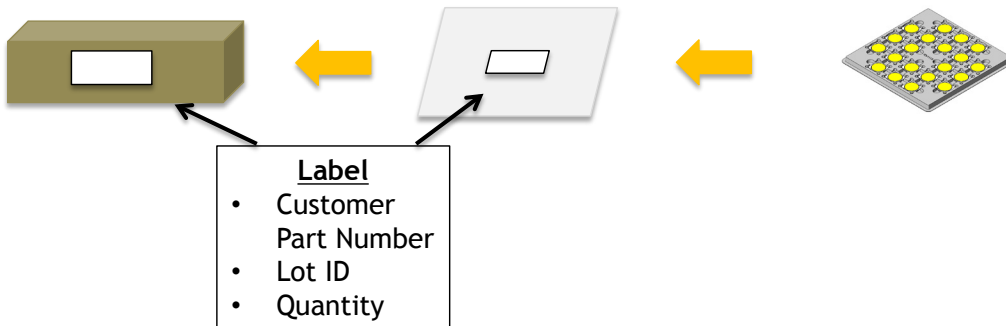 Label
• Customer
Part Number
• Lot ID
• Quantity